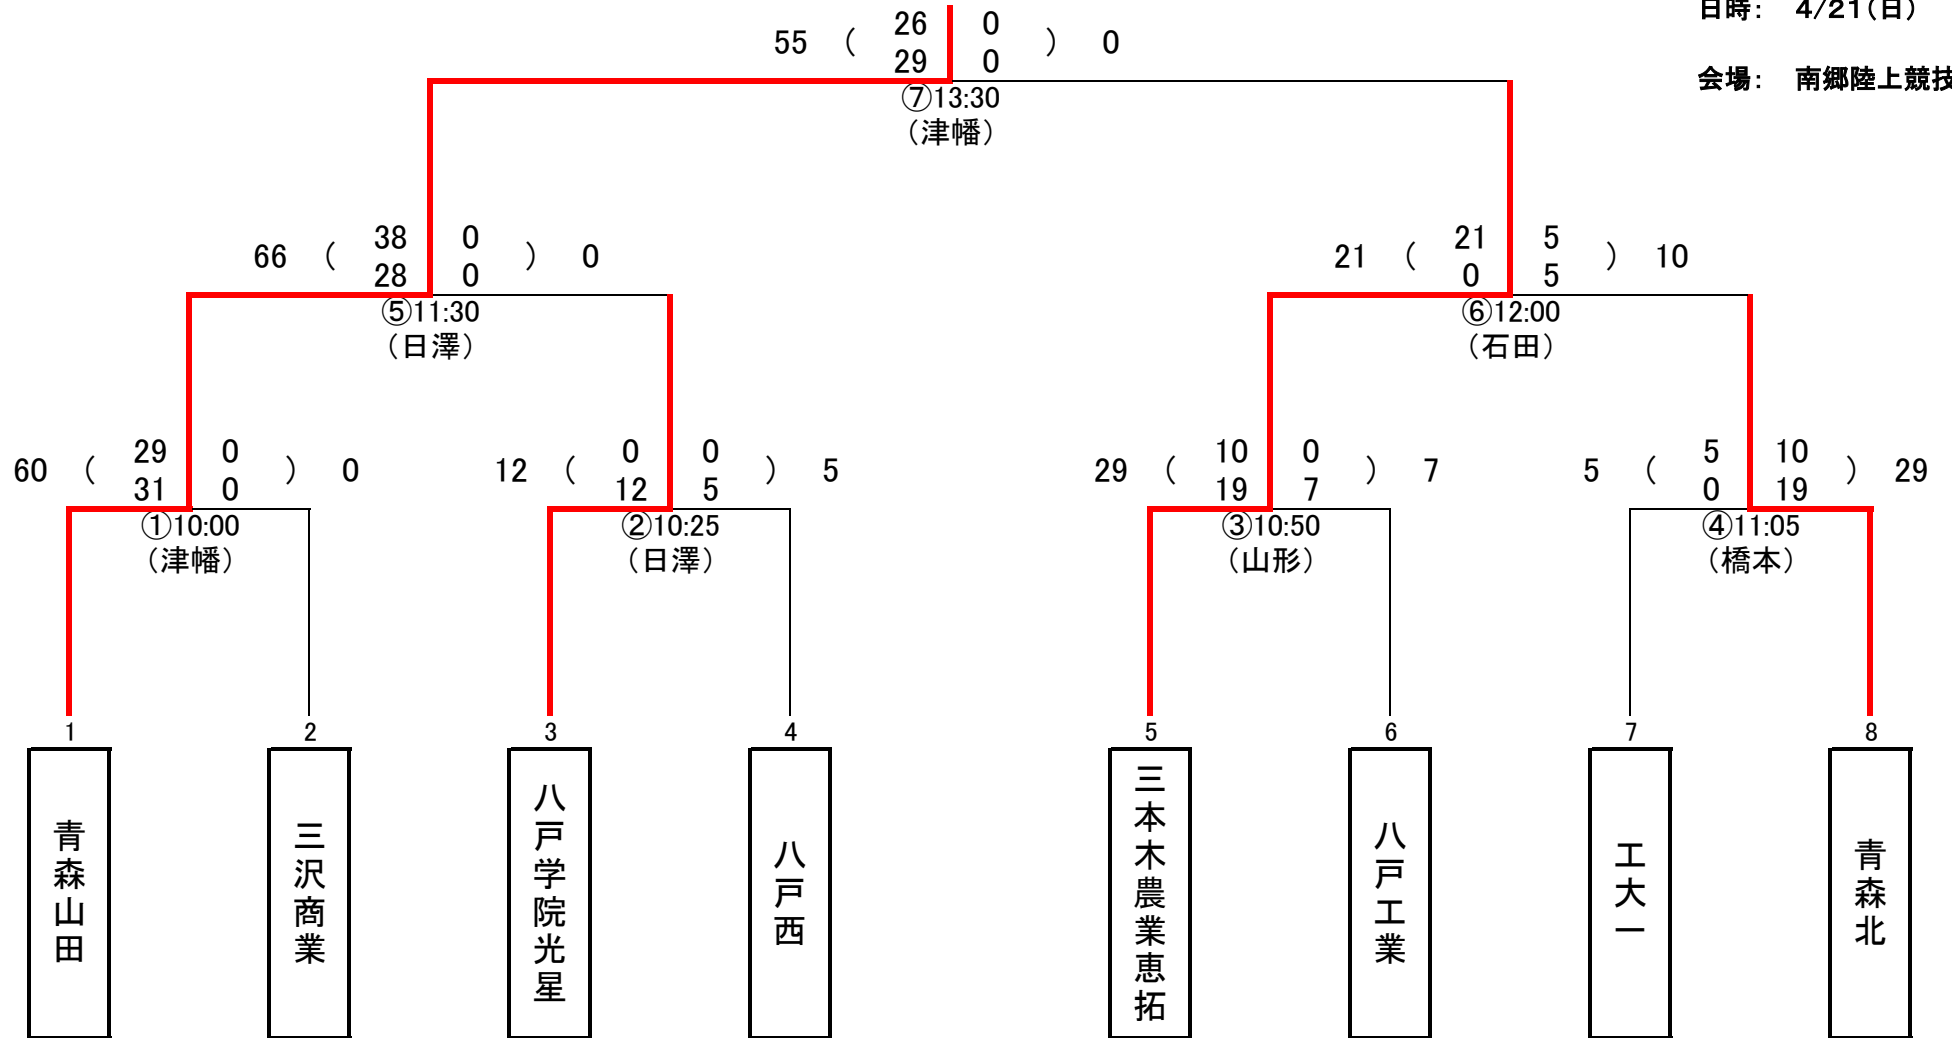 日時： 4/21(日)
会場： 南郷陸上競技
55 ( 26 0 ) 0
29 0
⑦13:30
(津幡)
66 ( 38 0 ) 0
28 0
⑤11:30
(日澤)
21 ( 21 5 ) 10
0 5
⑥12:00
(石田)
60 ( 29 0 ) 0
31 0
①10:00
(津幡)
12 ( 0 0 ) 5
12 5
②10:25
(日澤)
29 ( 10 0 ) 7
19 7
③10:50
(山形)
5 ( 5 10 ) 29
0 19
④11:05
(橋本)
1
2
3
4
5
6
7
8
青森山田
三沢商業
八戸学院光星
八戸西
三本木農業恵拓
八戸工業
工大一
青森北